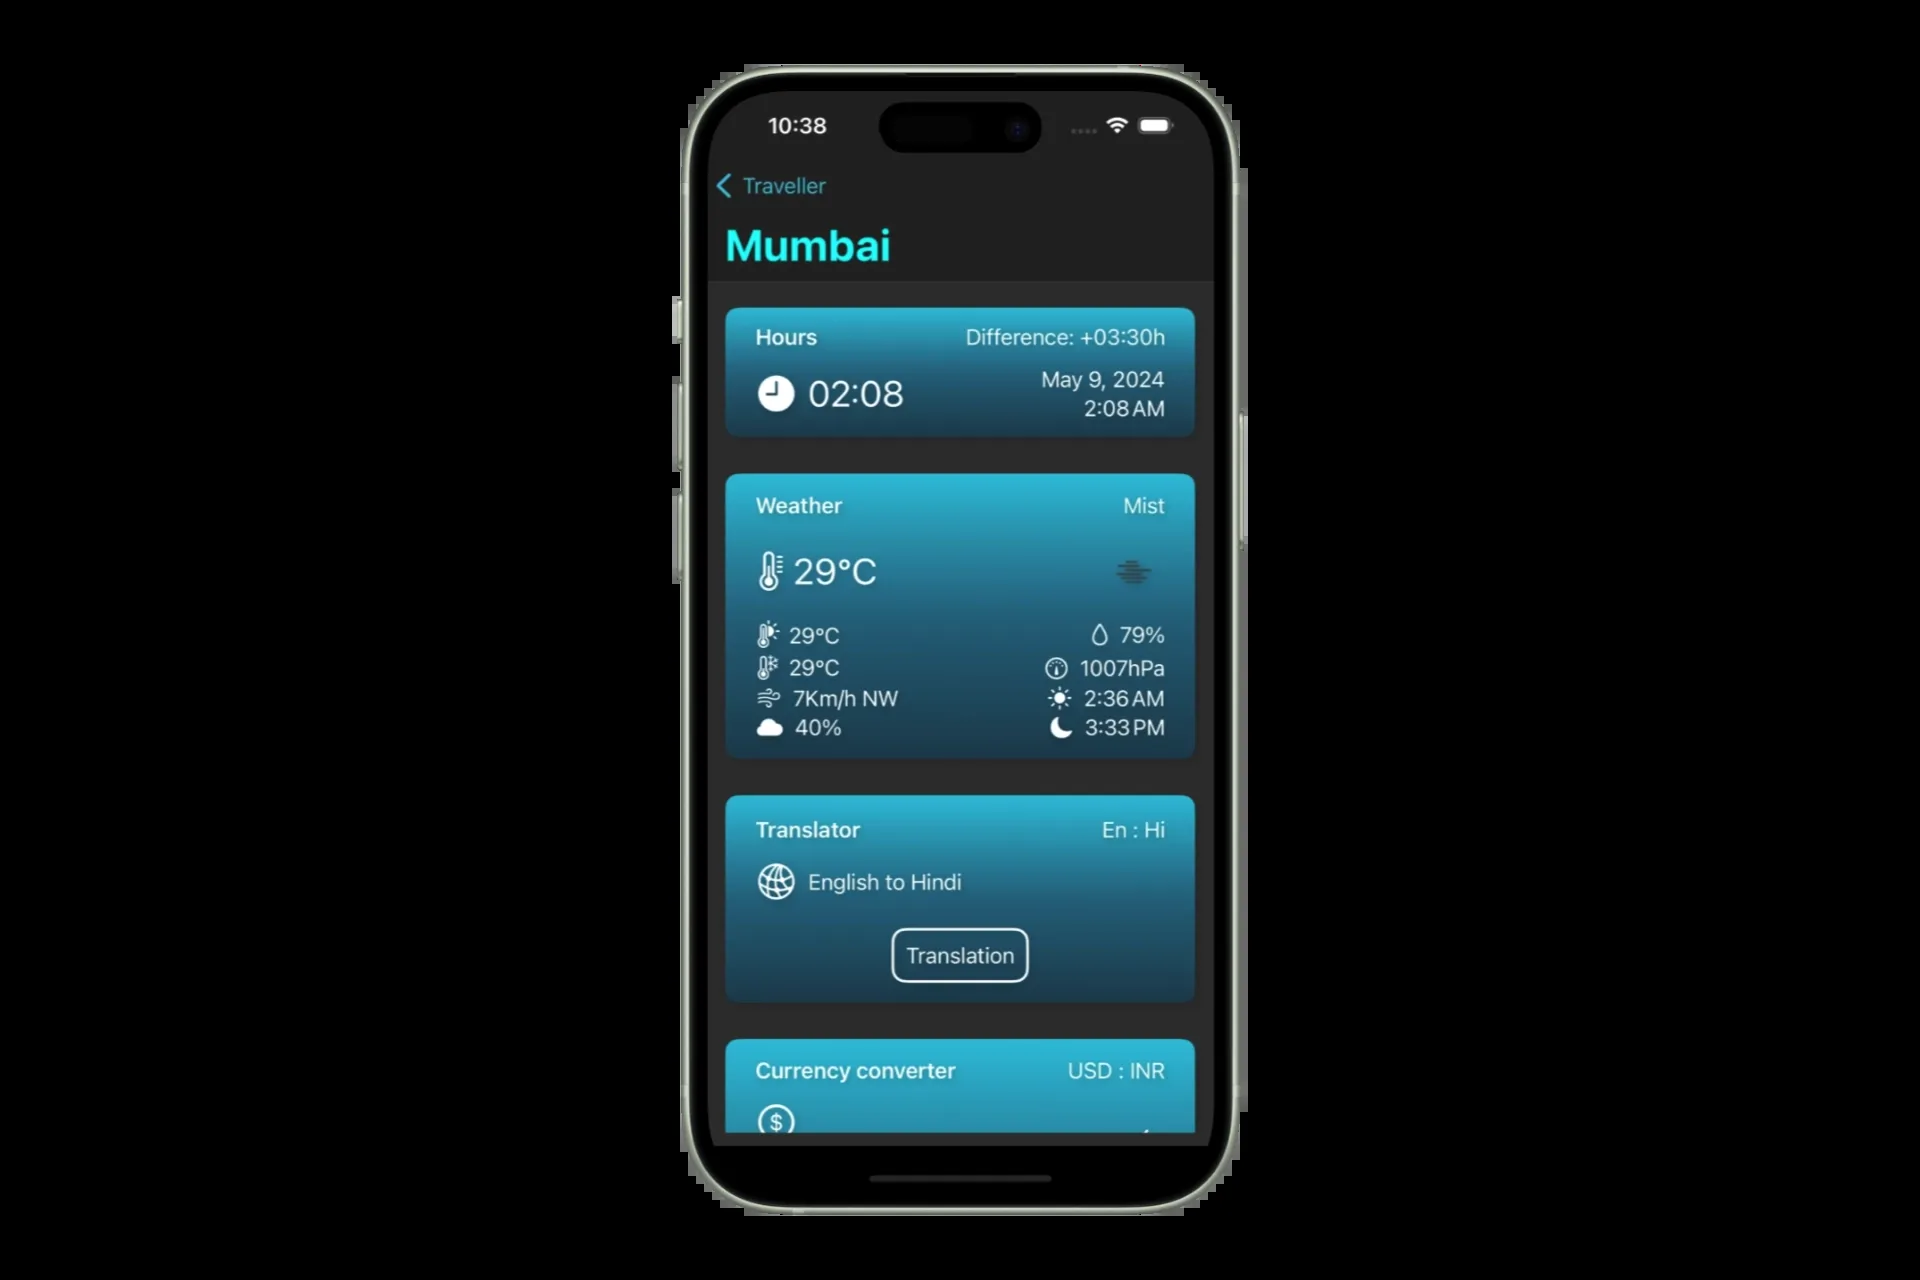 10:38
Traveller
Mumbai
Hours Difference: +03:30h
02:08 May 9, 2024
2:08 AM
Weather Mist
29°C
29°C 79%
29°C 1007hPa
7Km/h NW 2:36 AM
40% 3:33 PM
Translator En : Hi
English to Hindi
Translation
Currency converter USD : INR
$